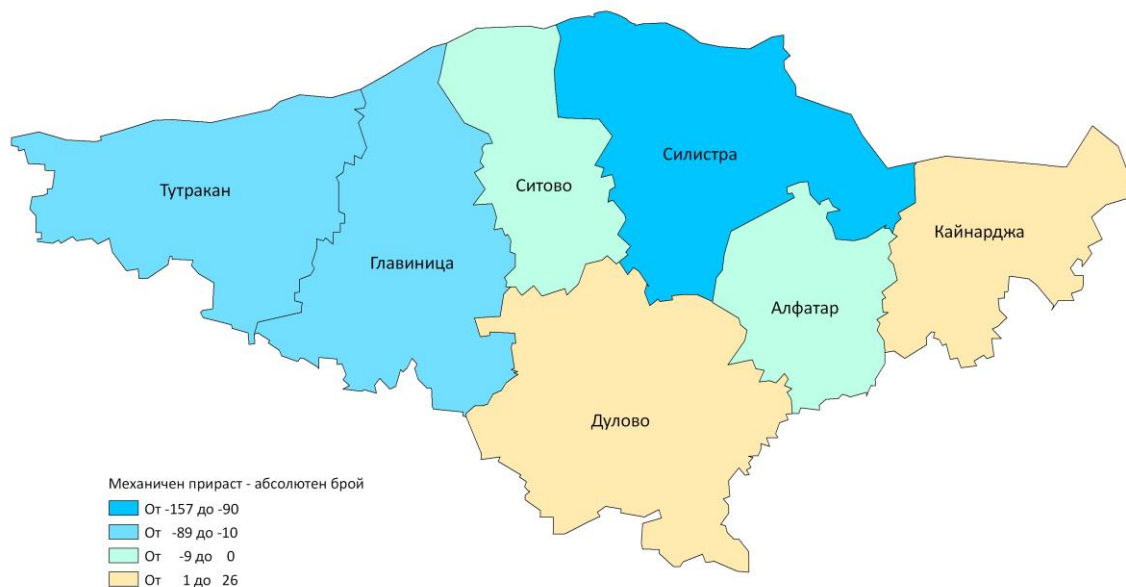 Силистра
Тутракан
Ситово
Кайнарджа
Главиница
Алфатар
Дулово
Механичен прираст - абсолютен брой
От -157 до -90
От -89 до -10
От -9 до 0
От 1 до 26